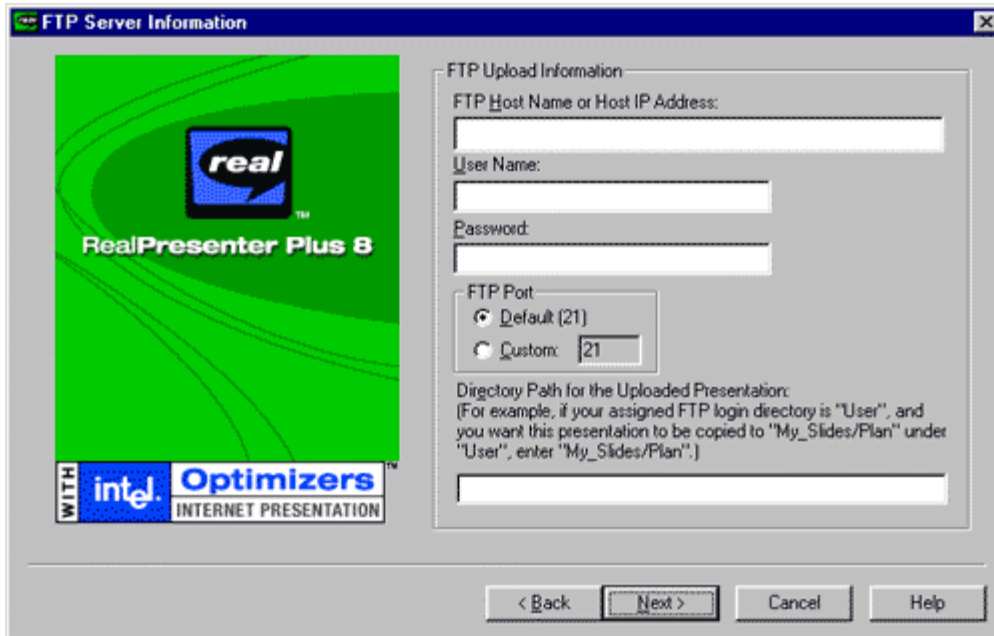 FTP Server Information
real
TM
RealPresenter Plus 8
WITH
intel.
Optimizers
TM
INTERNET PRESENTATION
FTP Upload Information
FTP Host Name or Host IP Address:
User Name:
Password:
FTP Port
Default (21)
Custom: 21
Directory Path for the Uploaded Presentation:
(For example, if your assigned FTP login directory is "User", and
you want this presentation to be copied to "My_Slides/Plan" under
"User", enter "My_Slides/Plan".)
< Back
Next >
Cancel
Help